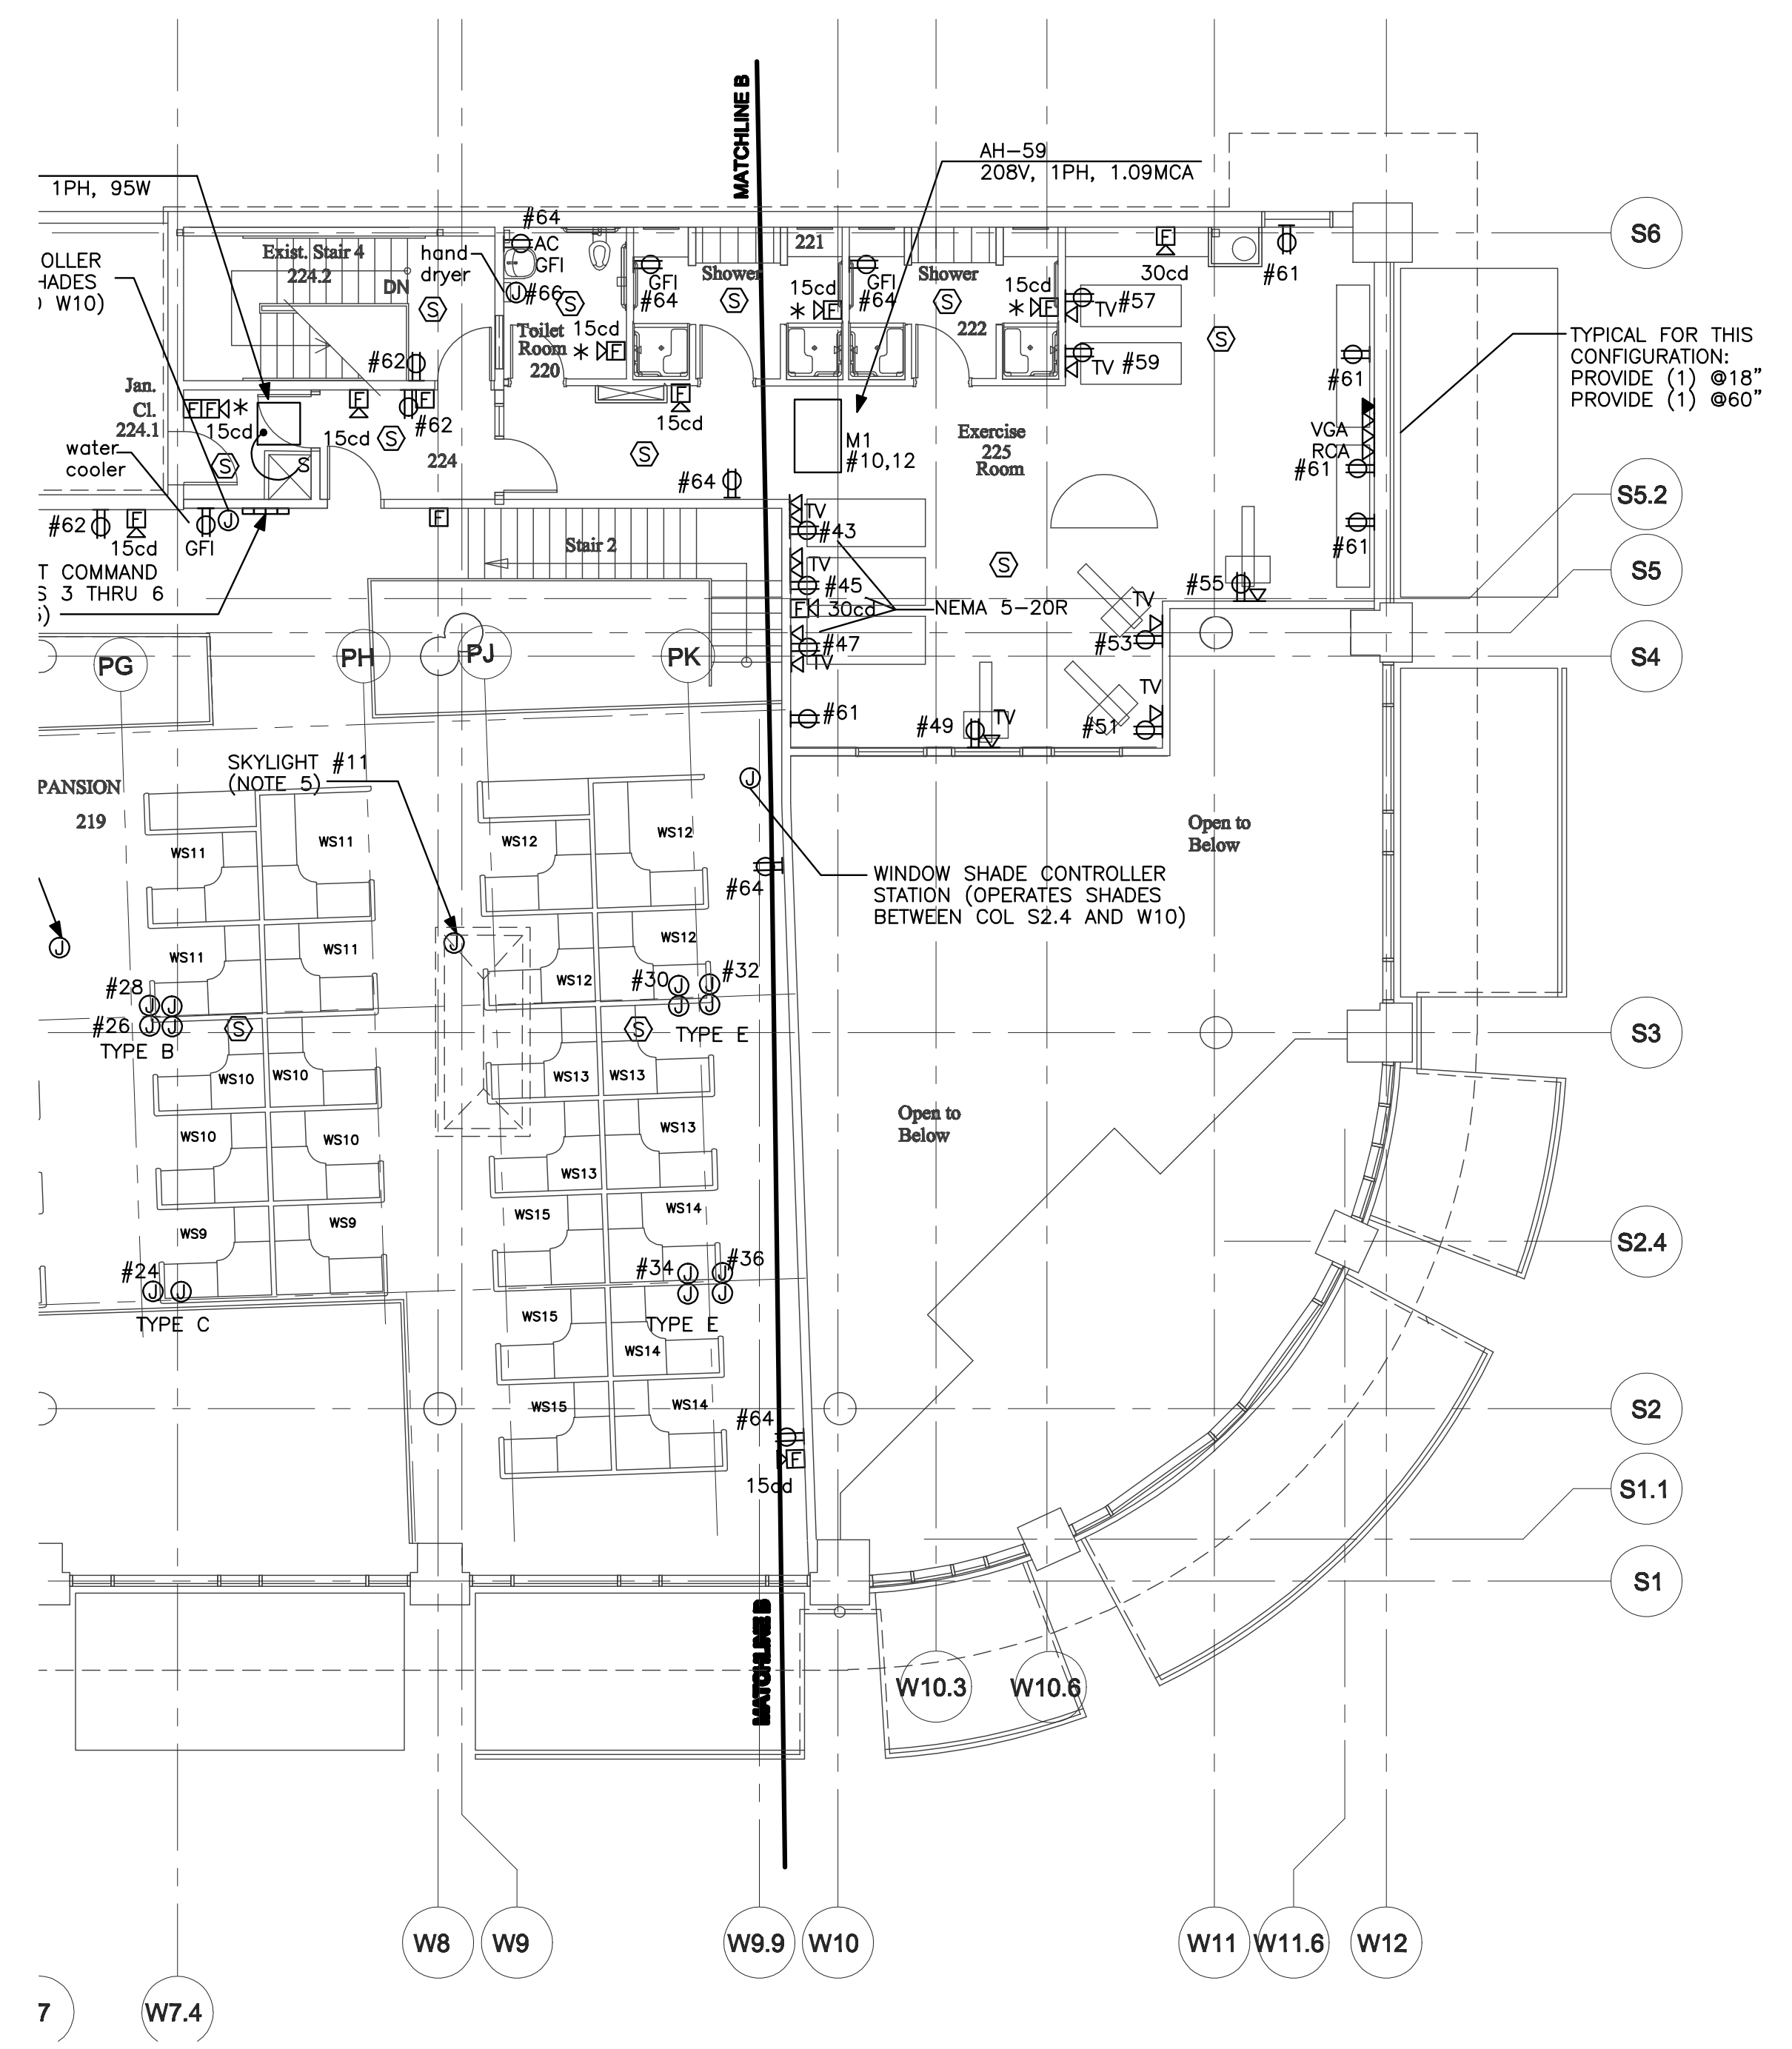 MATCHLINE B
AH-59
208V, 1PH, 1.09MCA
1PH, 95W
S6
#64
AC
GFI
hand
dryer
#66
Exist. Stair 4
224.2
DN
OLLER
HADES
W10)
S
J
Shower
221
GFI
#64
15cd
F
S
Shower
222
GFI
#64
15cd
F
S
30cd
F
#61
TV
#57
TV
#59
S
TYPICAL FOR THIS
CONFIGURATION:
PROVIDE (1) @18"
PROVIDE (1) @60"
#61
VGA
RCA
#61
#61
Toilet
Room
220
15cd
* F
S
#62
Jan.
Cl.
224.1
F F *
15cd
S
S
F
15cd
F
#62
S
224
F
15cd
S
M1
#10,12
Exercise
225
Room
water
cooler
#62
F
15cd
GFI
J
F
#64
Stair 2
TV
#43
#45
F
30cd
NEMA 5-20R
#47
TV
#61
S
#55
TV
#53
TV
#51
#49
TV
S5.2
S5
S4
T COMMAND
S 3 THRU 6
PG
PH
PJ
PK
SKYLIGHT #11
(NOTE 5)
PANSION
219
J
J
J
#64
WINDOW SHADE CONTROLLER
STATION (OPERATES SHADES
BETWEEN COL S2.4 AND W10)
Open to
Below
WS11
WS11
WS12
WS12
WS11
WS11
WS12
WS12
#28
J J
#26
J J
TYPE B
S
#30
J J
#32
J J
TYPE E
S
S3
WS10
WS10
WS13
WS13
Open to
Below
WS10
WS10
WS13
WS13
WS9
WS9
WS15
WS14
S2.4
#24
J J
TYPE C
#34
J J
#36
J J
TYPE E
WS15
WS14
WS15
WS14
#64
F
15cd
S2
S1.1
S1
MATCHLINE B
W10.3
W10.6
W8
W9
W9.9
W10
W11
W11.6
W12
7
W7.4